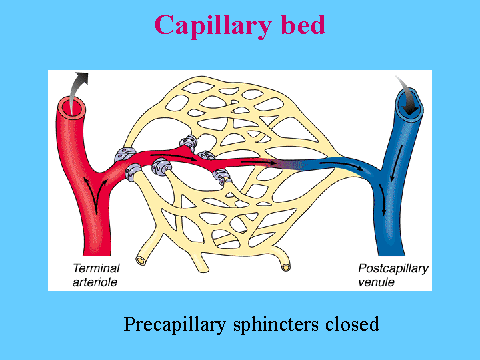 Capillary bed
Terminal
arteriole
Postcapillary
venule
Precapillary sphincters closed